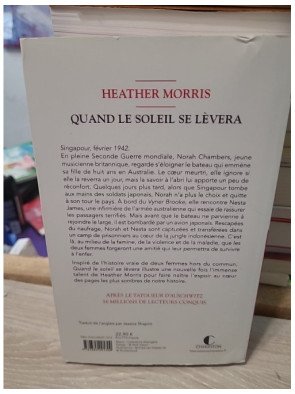 HEATHER MORRIS
QUAND LE SOLEIL SE LÈVERA
Singapour, février 1942.
En pleine Seconde Guerre mondiale, Norah Chambers, jeune
musicienne britannique, regarde s'éloigner le bateau qui emmène
sa fille de huit ans en Australie. Le cœur meurtri, elle ignore si
elle la reverra un jour, mais la savoir à l'abri lui apporte un peu de
réconfort. Quelques jours plus tard, alors que Singapour tombe
aux mains des soldats japonais, Norah n'a plus le choix et quitte
à son tour le pays. À bord du Vyner Brooke, elle rencontre Nesta
James, une infirmière de l'armée australienne qui essaie de rassurer
les passagers terrifiés. Mais avant que le bateau ne parvienne à
rejoindre le large, il est bombardé par un avion japonais. Rescapées
du naufrage, Norah et Nesta sont capturées et transférées dans
un camp de prisonniers au cœur de la jungle indonésienne. C'est
là, au milieu de la famine, de la violence et de la maladie, que les
deux femmes forgeront une amitié qui leur permettra de survivre à
l'enfer.
Inspiré de l'histoire vraie de deux femmes hors du commun,
Quand le soleil se lèvera illustre une nouvelle fois l'immense
talent de Heather Morris pour faire naître l'espoir au cœur
des pages les plus sombres de notre histoire.
APRÈS LE TATOUEUR D'AUSCHWITZ
16 MILLIONS DE LECTEURS CONQUIS
Traduit de l'anglais par Jessica Shapiro
22,90 €
CHARLESTON